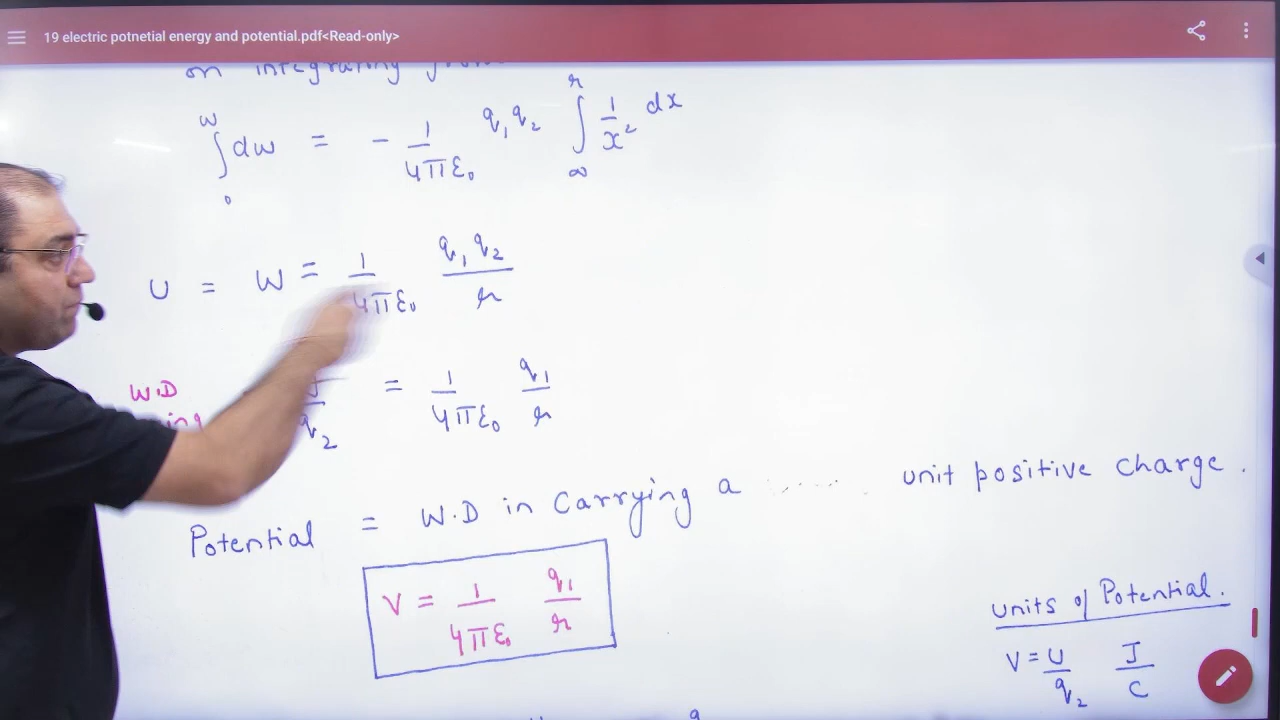 19 electric potnetial energy and potential.pdf<Read-only>
on integrating
∫₀ᵂ dw = - 1/4πε₀ q₁q₂ ∫_∞^r 1/x² dx
U = W = 1/4πε₀ q₁q₂/r
W.D
q₂ = 1/4πε₀ q₁/r
Potential = W.D in Carrying a unit positive charge.
V = 1/4πε₀ q₁/r
units of Potential.
V = U/q₂ J/C